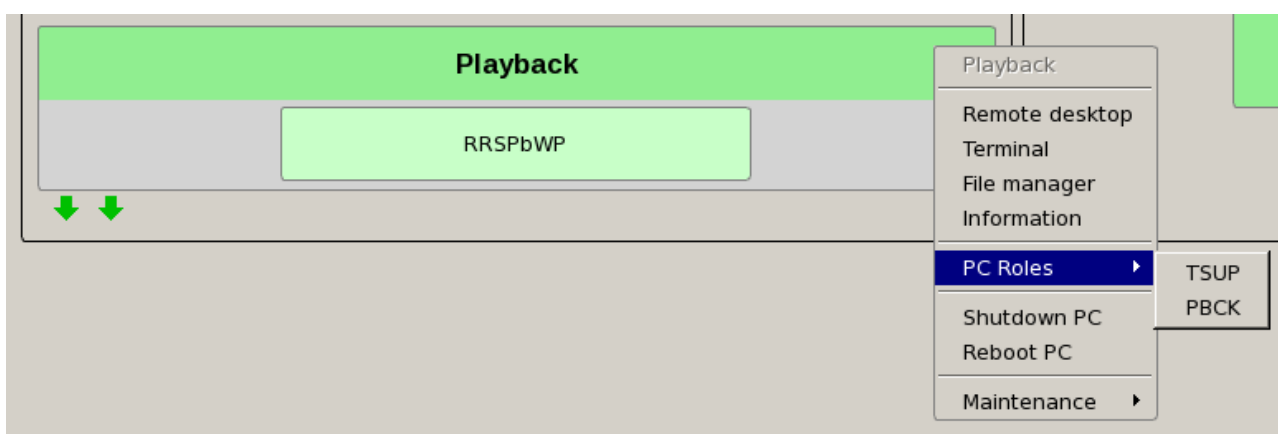 Playback
RRSPbWP
Playback
Remote desktop
Terminal
File manager
Information
PC Roles
TSUP
PBCK
Shutdown PC
Reboot PC
Maintenance